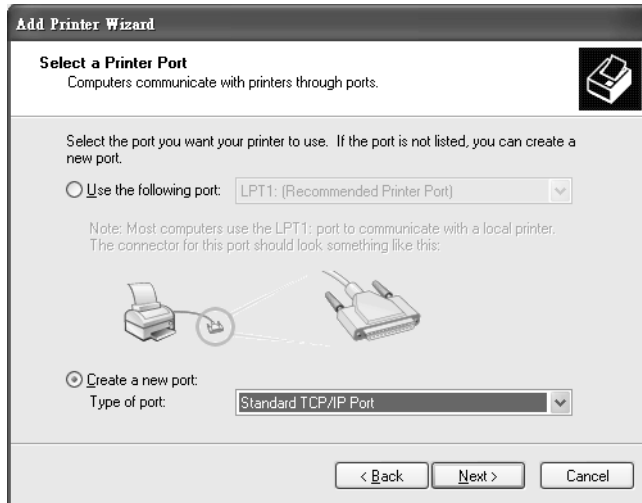 Add Printer Wizard
Select a Printer Port
Computers communicate with printers through ports.
Select the port you want your printer to use. If the port is not listed, you can create a
new port.
Use the following port:
LPT1: (Recommended Printer Port)
Note: Most computers use the LPT1: port to communicate with a local printer.
The connector for this port should look something like this:
Create a new port:
Type of port:
Standard TCP/IP Port
< Back
Next >
Cancel